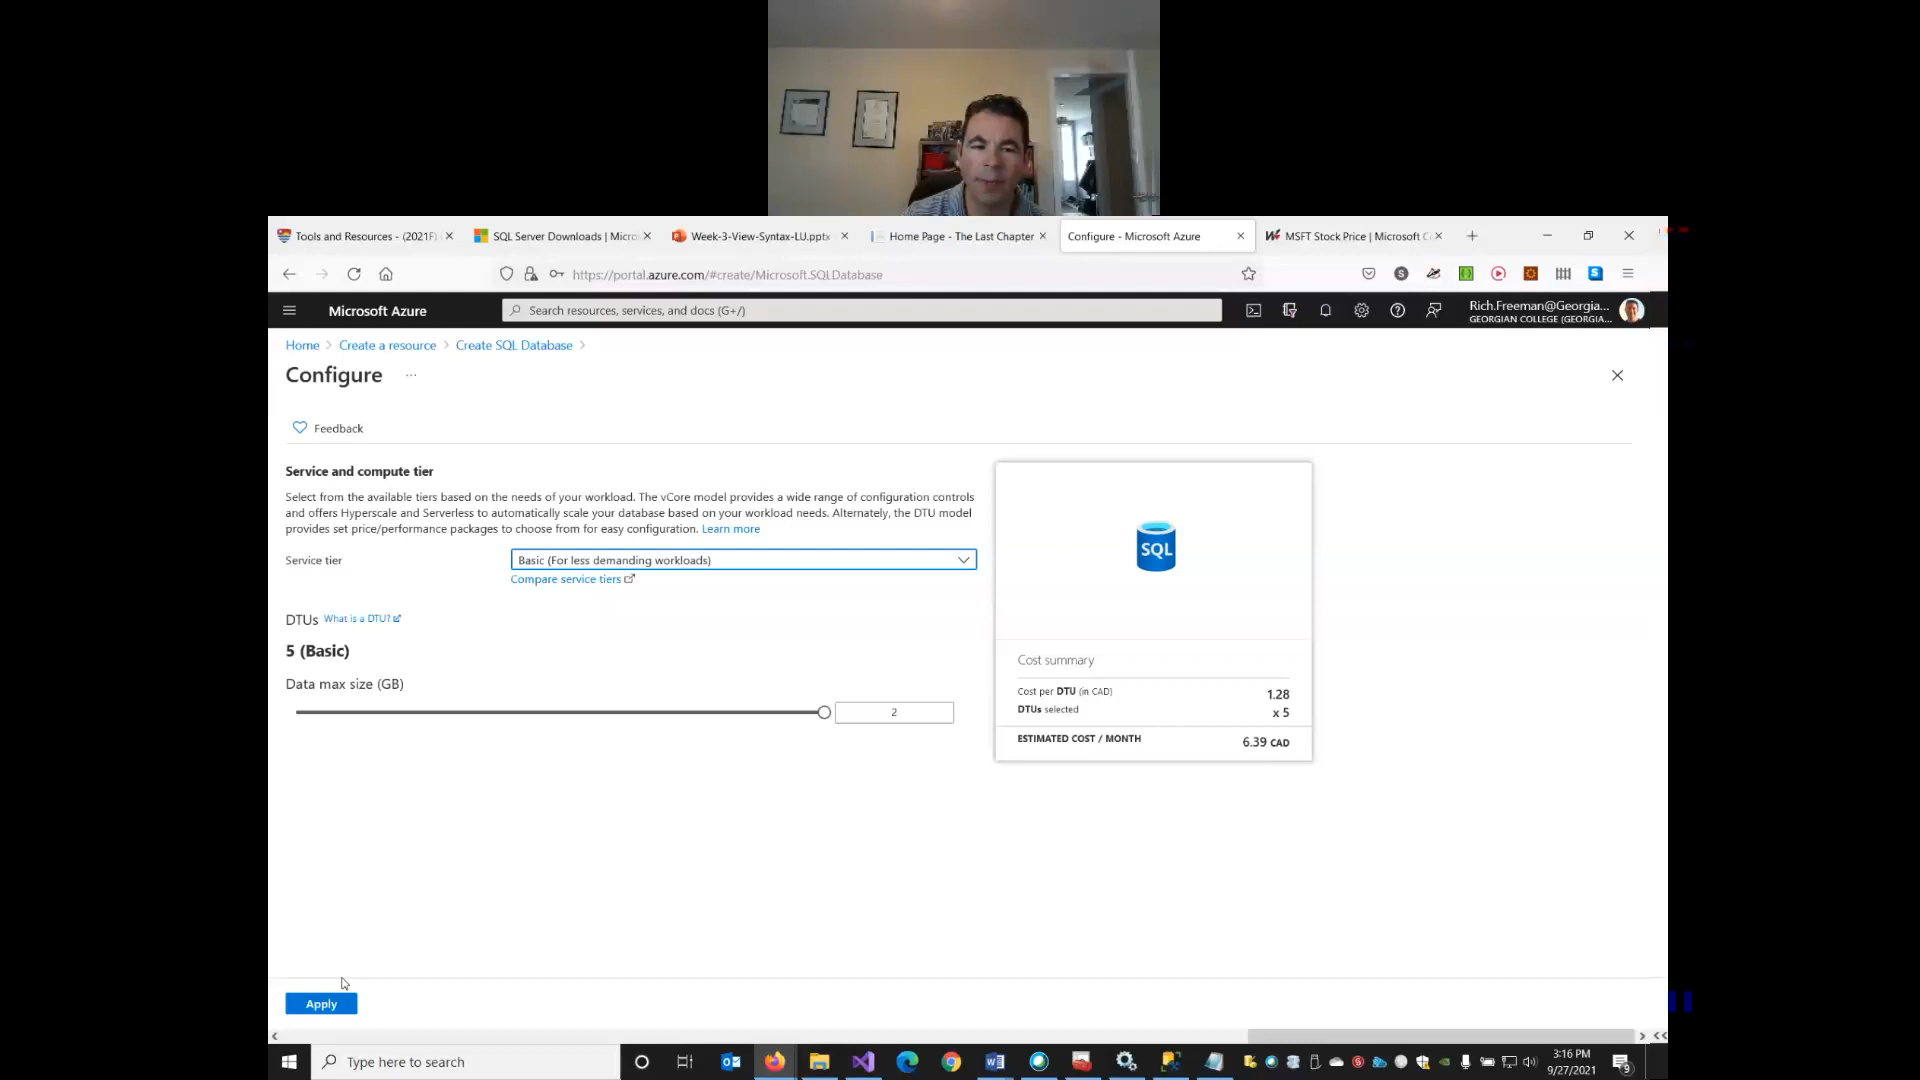 Tools and Resources - (2021F)
SQL Server Downloads | Micro
Week-3-View-Syntax-LU.pptx
Home Page - The Last Chapter
Configure - Microsoft Azure
MSFT Stock Price | Microsoft C
https://portal.azure.com/#create/Microsoft.SQLDatabase
Microsoft Azure
Search resources, services, and docs (G+/)
Rich.Freeman@Georgia...
GEORGIAN COLLEGE (GEORGIA...
Home > Create a resource > Create SQL Database >
Configure ...
Feedback
Service and compute tier
Select from the available tiers based on the needs of your workload. The vCore model provides a wide range of configuration controls
and offers Hyperscale and Serverless to automatically scale your database based on your workload needs. Alternately, the DTU model
provides set price/performance packages to choose from for easy configuration. Learn more
Service tier
Basic (For less demanding workloads)
Compare service tiers
DTUs What is a DTU?
5 (Basic)
Data max size (GB)
2
SQL
Cost summary
Cost per DTU (in CAD) 1.28
DTUs selected x 5
ESTIMATED COST / MONTH 6.39 CAD
Apply
Type here to search
3:16 PM
9/27/2021